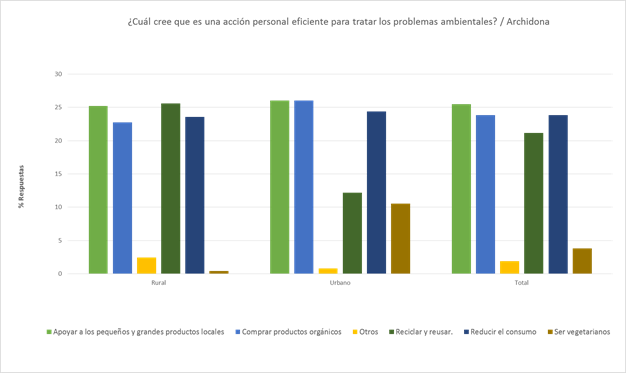 ¿Cuál cree que es una acción personal eficiente para tratar los problemas ambientales? / Archidona
30
25
20
15
10
5
0
% Respuestas
Rural Urbano Total
Apoyar a los pequeños y grandes productos locales Comprar productos orgánicos Otros Reciclar y reusar. Reducir el consumo Ser vegetarianos